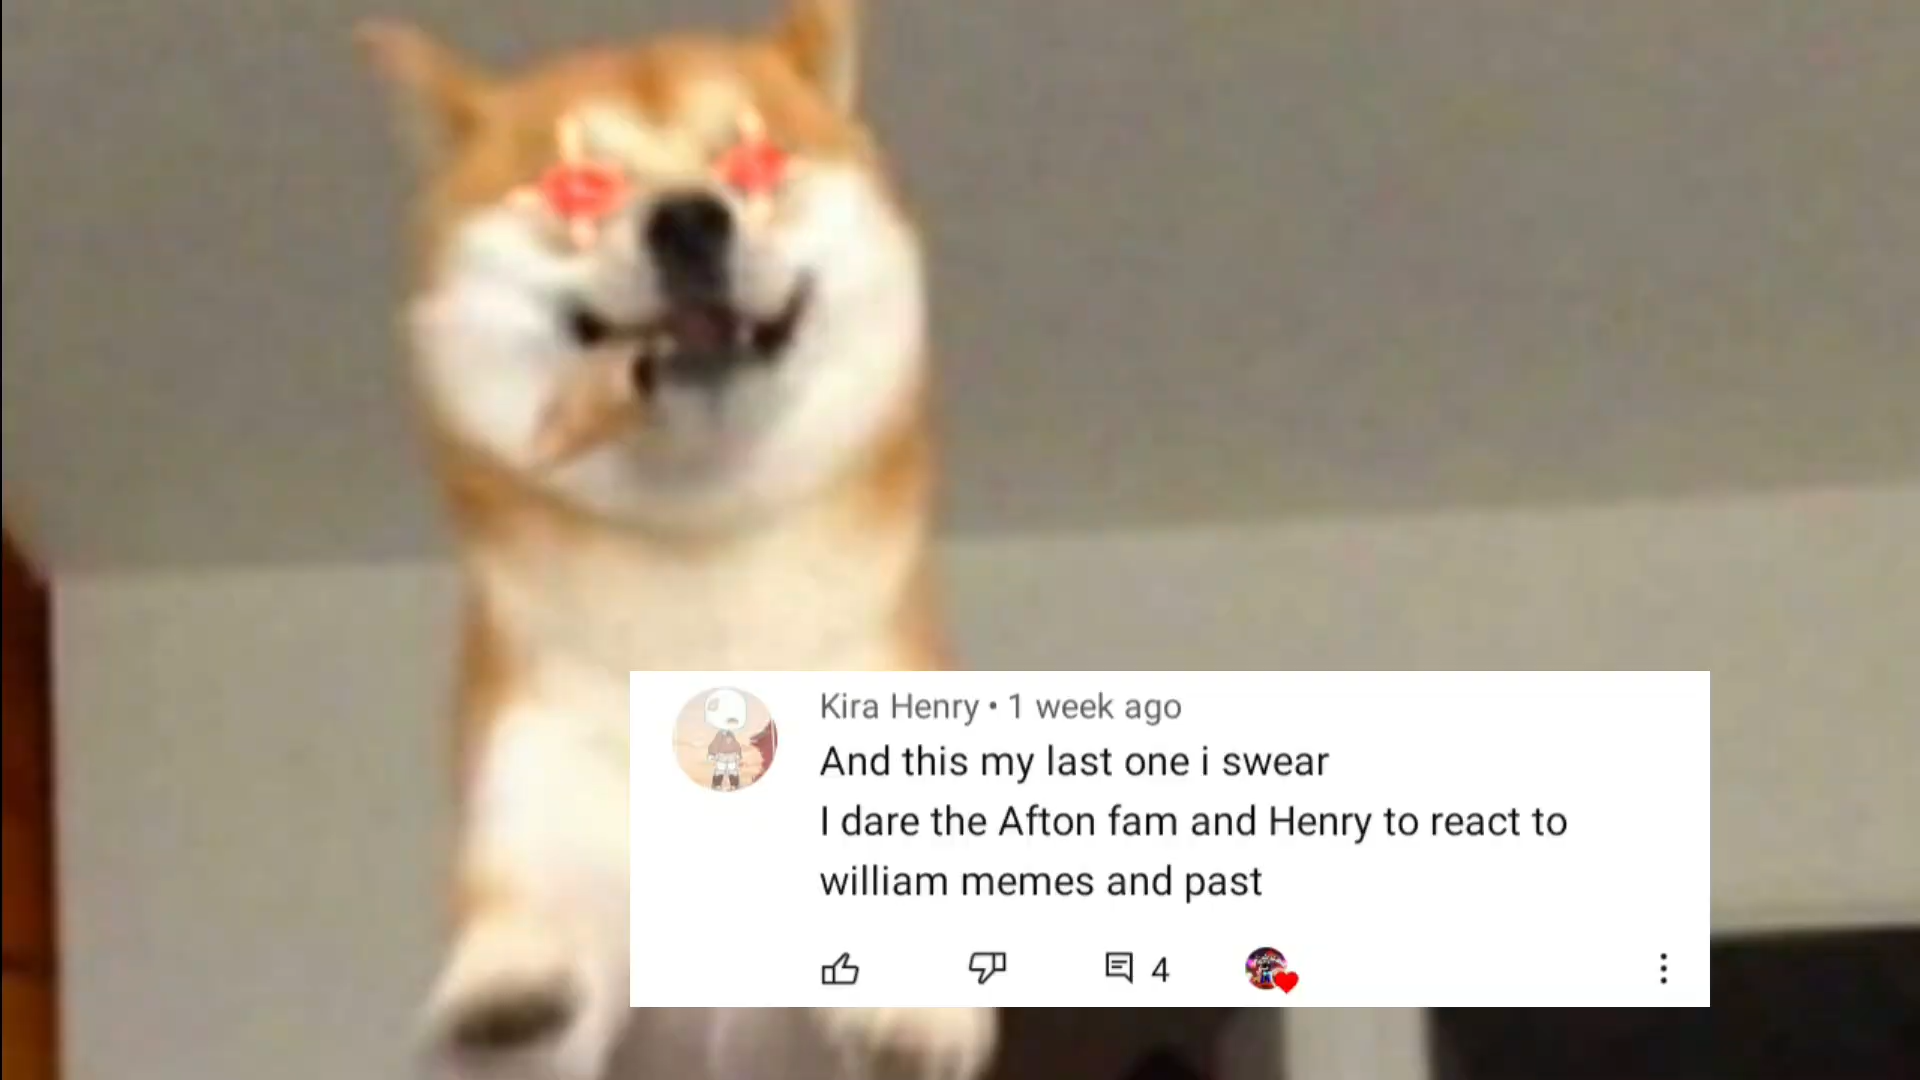 Kira Henry • 1 week ago
And this my last one i swear
I dare the Afton fam and Henry to react to
william memes and past
4